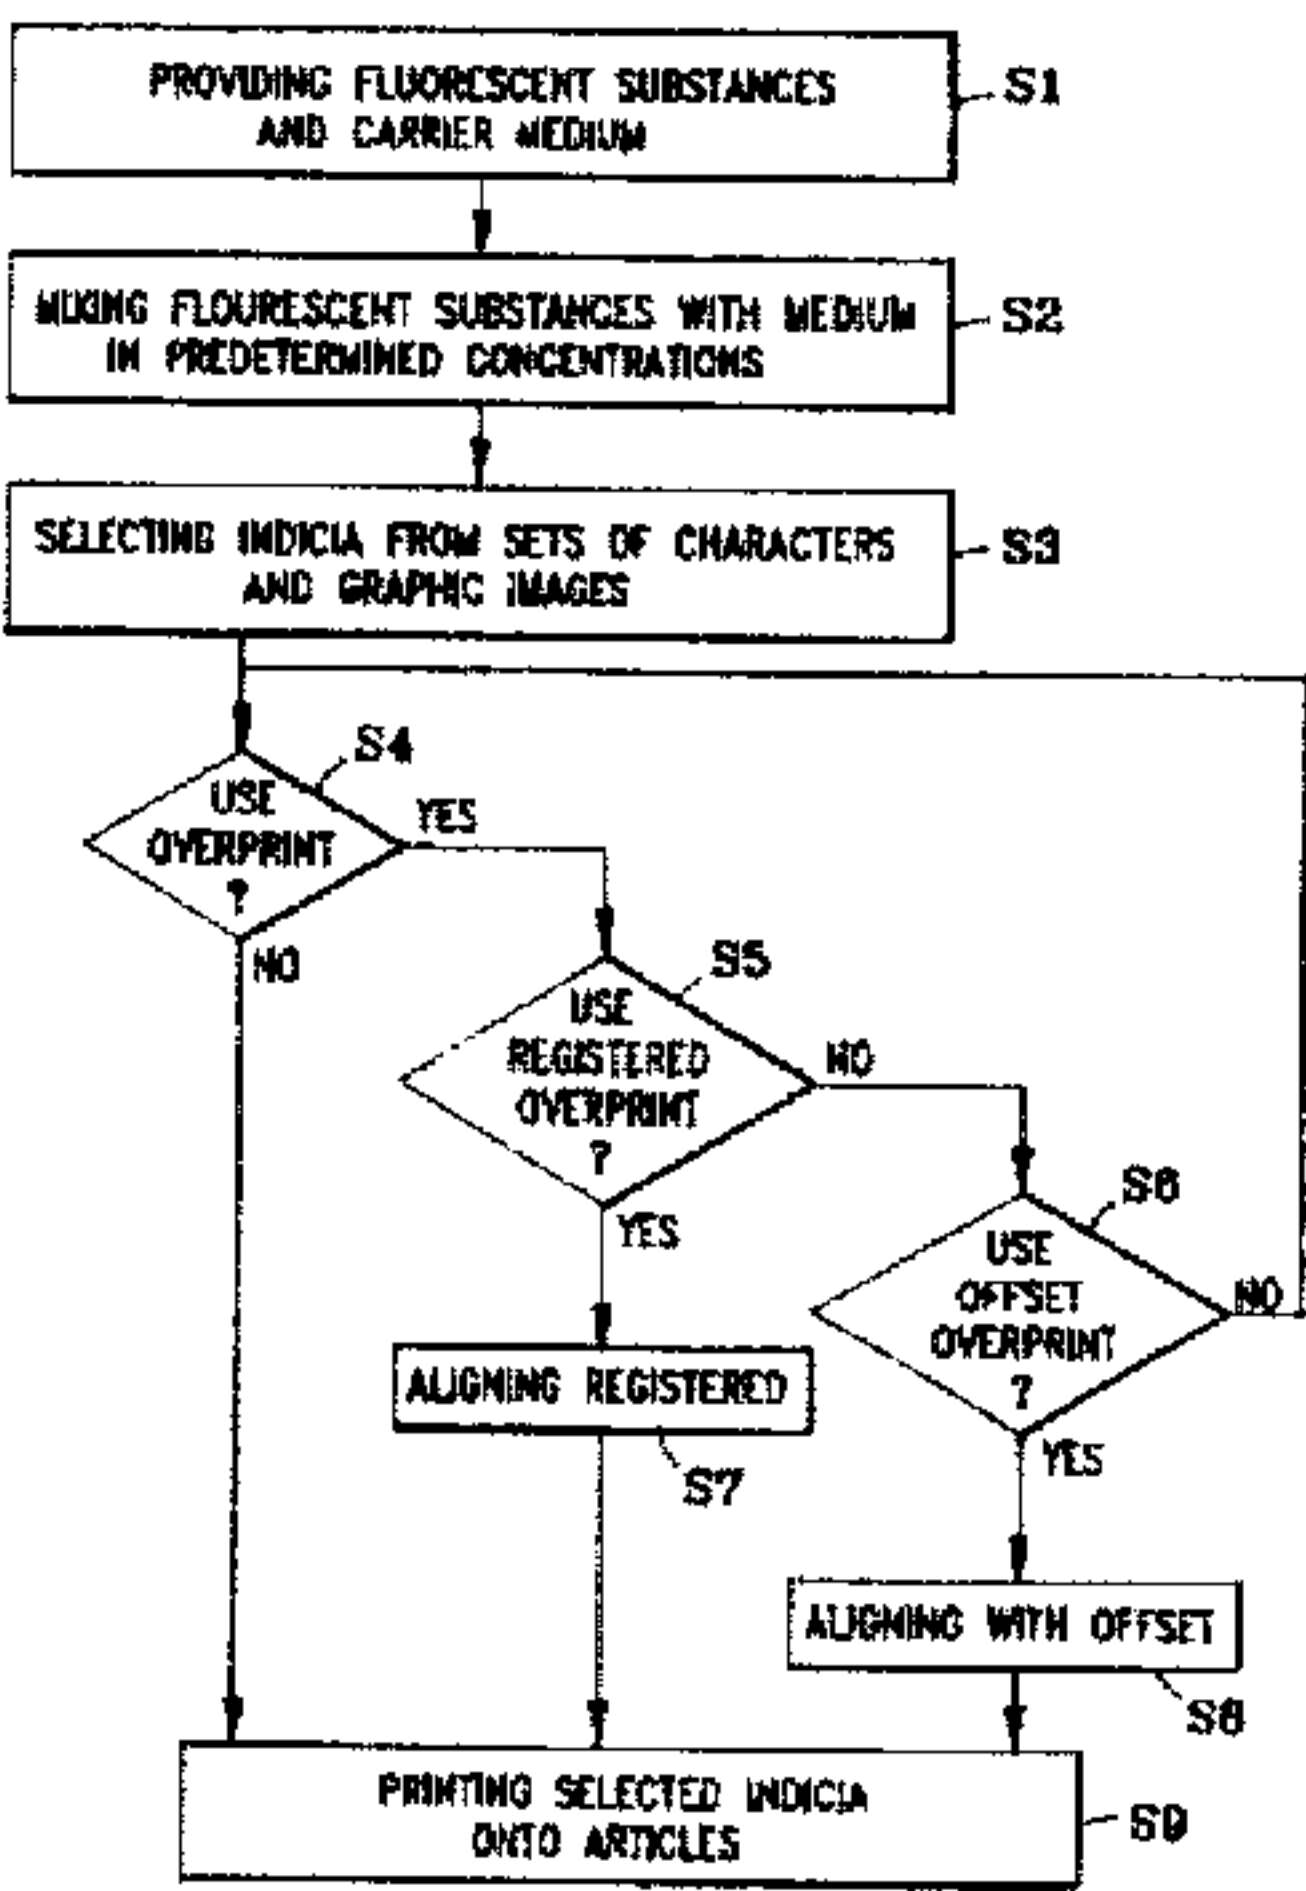 PROVIDING FLUORESCENT SUBSTANCES
AND CARRIER MEDIUM
S1
MIXING FLOURESCENT SUBSTANCES WITH MEDIUM
IN PREDETERMINED CONCENTRATIONS
S2
SELECTING INDICIA FROM SETS OF CHARACTERS
AND GRAPHIC IMAGES
S3
USE
OVERPRINT
?
S4
YES
NO
USE
REGISTERED
OVERPRINT
?
S5
NO
YES
USE
OFFSET
OVERPRINT
?
S6
NO
YES
ALIGNING REGISTERED
S7
ALIGNING WITH OFFSET
S8
PRINTING SELECTED INDICIA
ONTO ARTICLES
S9